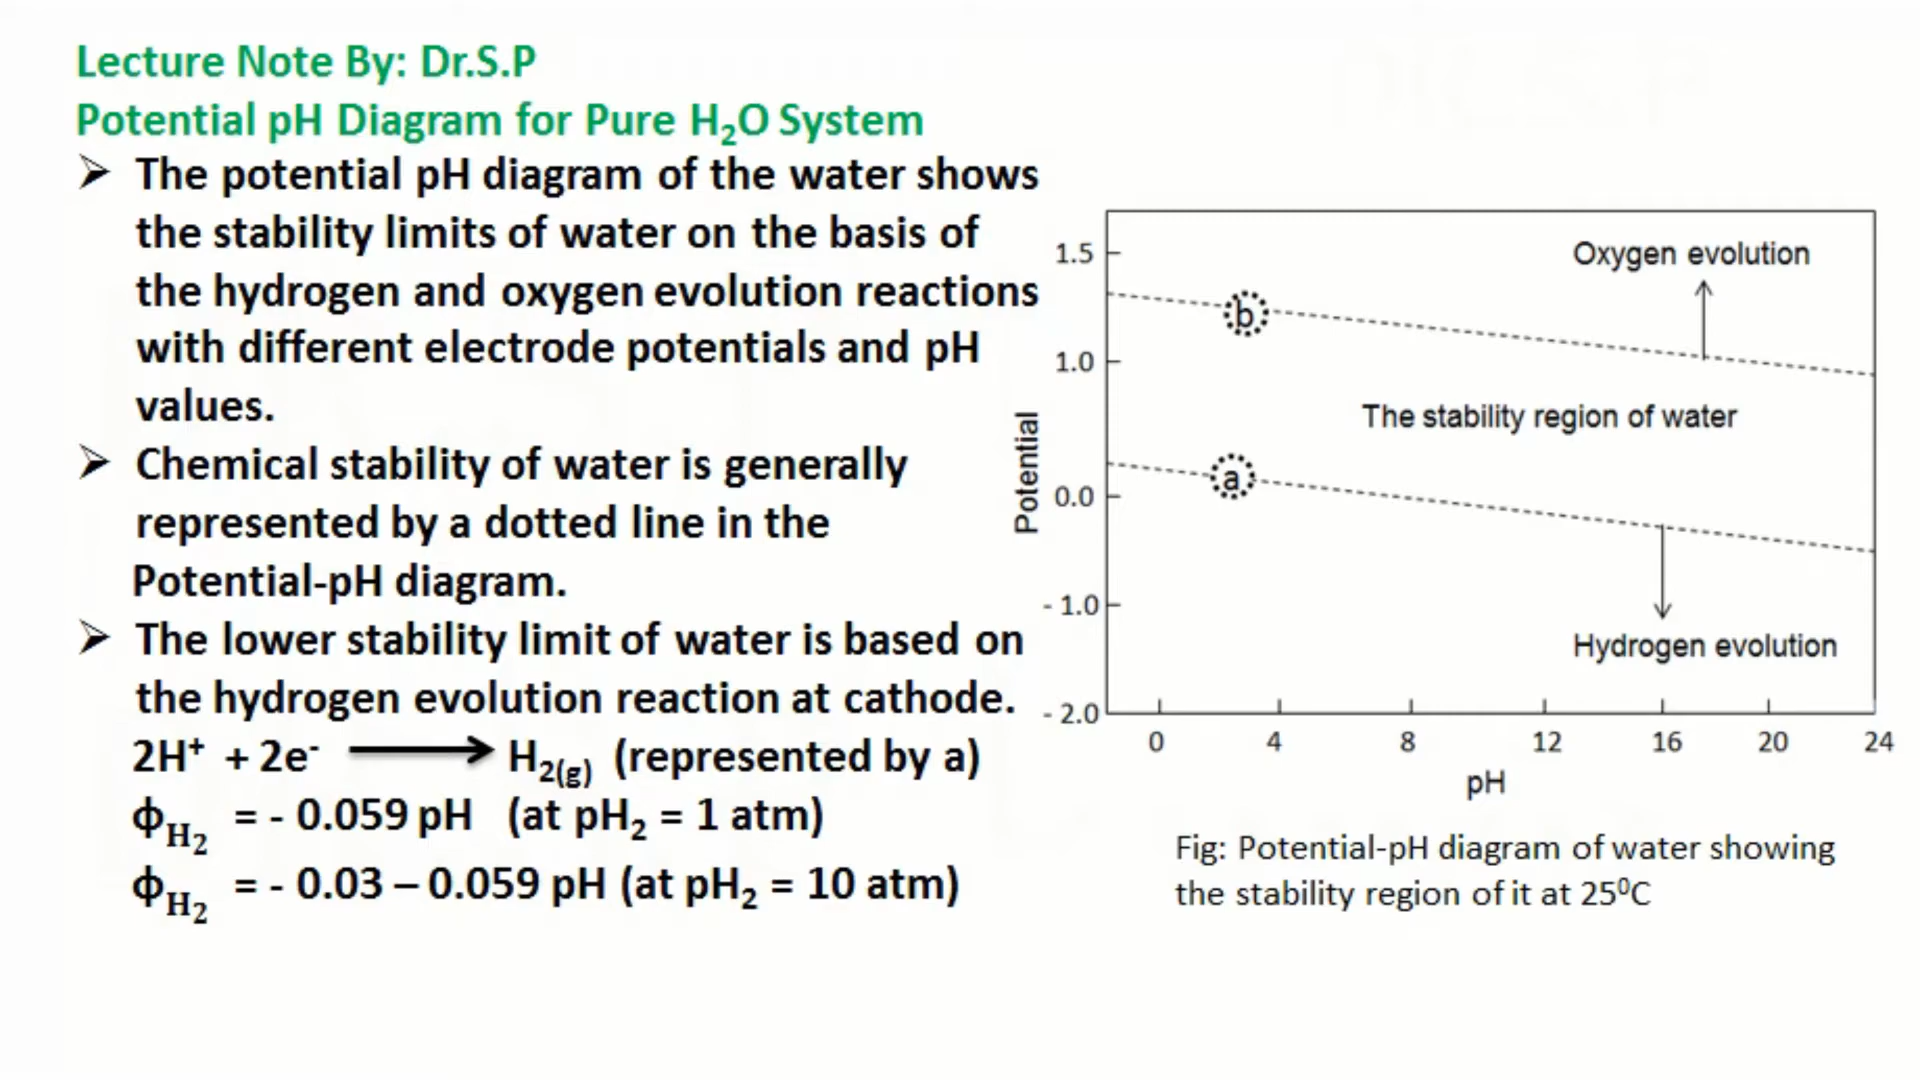 Lecture Note By: Dr.S.P
Potential pH Diagram for Pure H₂O System
➢ The potential pH diagram of the water shows
the stability limits of water on the basis of
the hydrogen and oxygen evolution reactions
with different electrode potentials and pH
values.
➢ Chemical stability of water is generally
represented by a dotted line in the
Potential-pH diagram.
➢ The lower stability limit of water is based on
the hydrogen evolution reaction at cathode.
2H⁺ + 2e⁻ ⟶ H₂(g) (represented by a)
ϕH₂ = - 0.059 pH (at pH₂ = 1 atm)
ϕH₂ = - 0.03 – 0.059 pH (at pH₂ = 10 atm)
Potential
1.5
1.0
0.0
- 1.0
- 2.0
Oxygen evolution
b
The stability region of water
a
Hydrogen evolution
0 4 8 12 16 20 24
pH
Fig: Potential-pH diagram of water showing
the stability region of it at 25⁰C